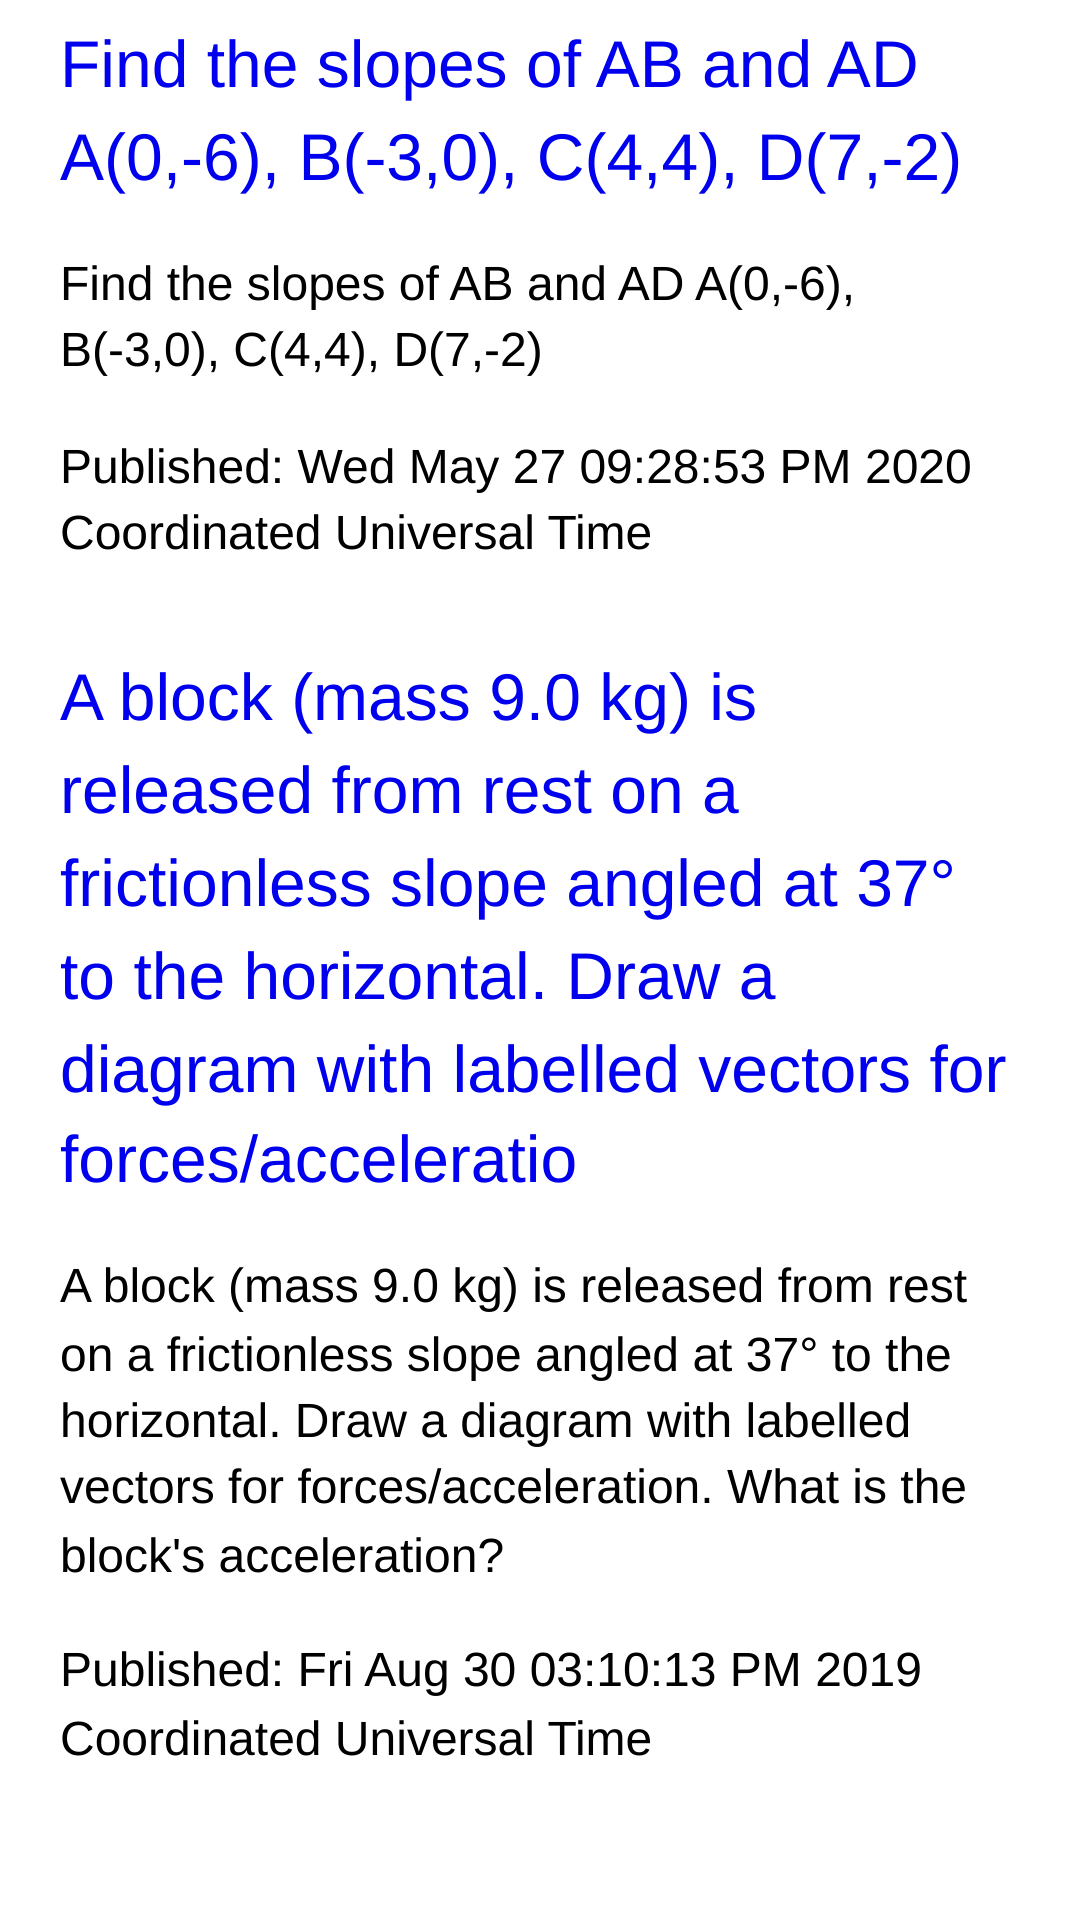 Find the slopes of AB and AD
A(0,-6), B(-3,0), C(4,4), D(7,-2)
Find the slopes of AB and AD A(0,-6),
B(-3,0), C(4,4), D(7,-2)
Published: Wed May 27 09:28:53 PM 2020
Coordinated Universal Time
A block (mass 9.0 kg) is
released from rest on a
frictionless slope angled at 37°
to the horizontal. Draw a
diagram with labelled vectors for
forces/acceleratio
A block (mass 9.0 kg) is released from rest
on a frictionless slope angled at 37° to the
horizontal. Draw a diagram with labelled
vectors for forces/acceleration. What is the
block's acceleration?
Published: Fri Aug 30 03:10:13 PM 2019
Coordinated Universal Time